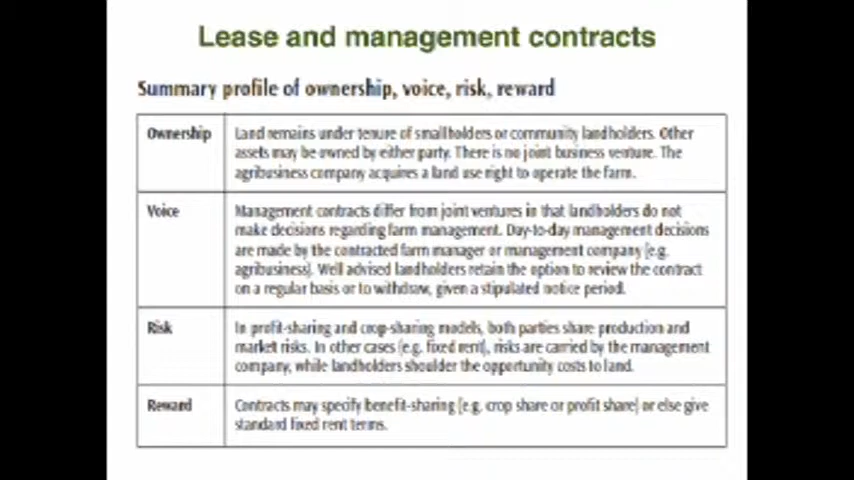 Lease and management contracts
Summary profile of ownership, voice, risk, reward
Ownership
Land remains under tenure of smallholders or community landholders. Other
assets may be owned by either party. There is no joint business venture. The
agribusiness company acquires a land use right to operate the farm.
Voice
Management contracts differ from joint ventures in that landholders do not
make decisions regarding farm management. Day-to-day management decisions
are made by the contracted farm manager or management company (e.g.
agribusiness). Well advised landholders retain the option to review the contract
on a regular basis or to withdraw, given a stipulated notice period.
Risk
In profit-sharing and crop-sharing models, both parties share production and
market risks. In other cases (e.g. fixed rent), risks are carried by the management
company, while landholders shoulder the opportunity costs to land.
Reward
Contracts may specify benefit-sharing (e.g. crop share or profit share) or else give
standard fixed rent terms.